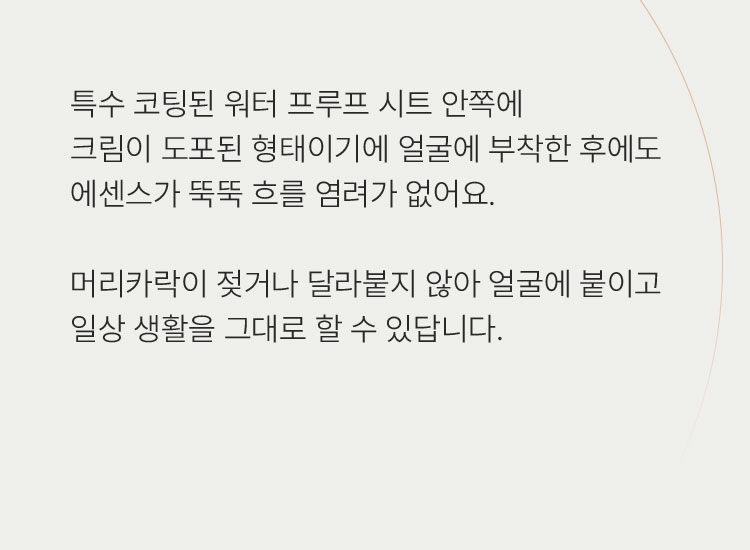 특수 코팅된 워터 프루프 시트 안쪽에
크림이 도포된 형태이기에 얼굴에 부착한 후에도
에센스가 뚝뚝 흐를 염려가 없어요.
머리카락이 젖거나 달라붙지 않아 얼굴에 붙이고
일상 생활을 그대로 할 수 있답니다.